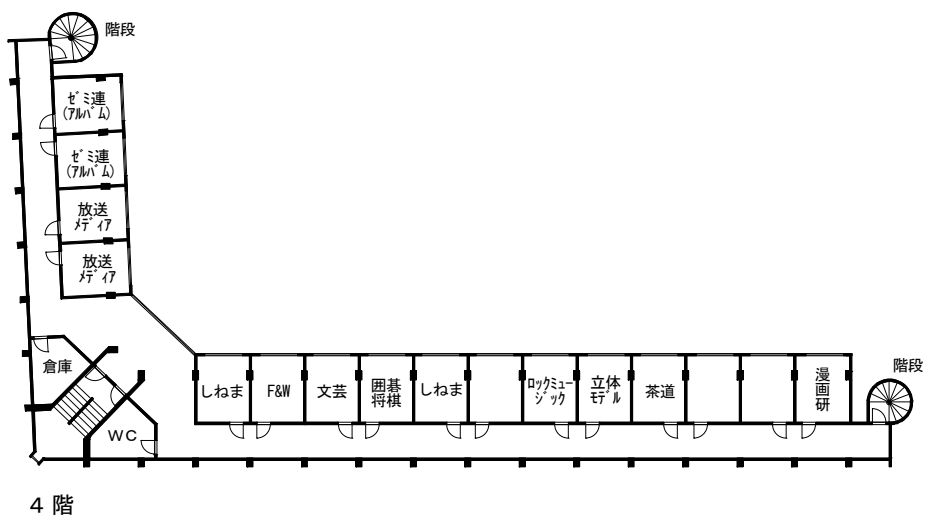 階段
ゼミ連
(アルバム)
ゼミ連
(アルバム)
放送
メディア
放送
メディア
倉庫
WC
しねま
F&W
文芸
囲碁
将棋
しねま
ロックミュー
ジック
立体
モデル
茶道
漫画研
階段
4階